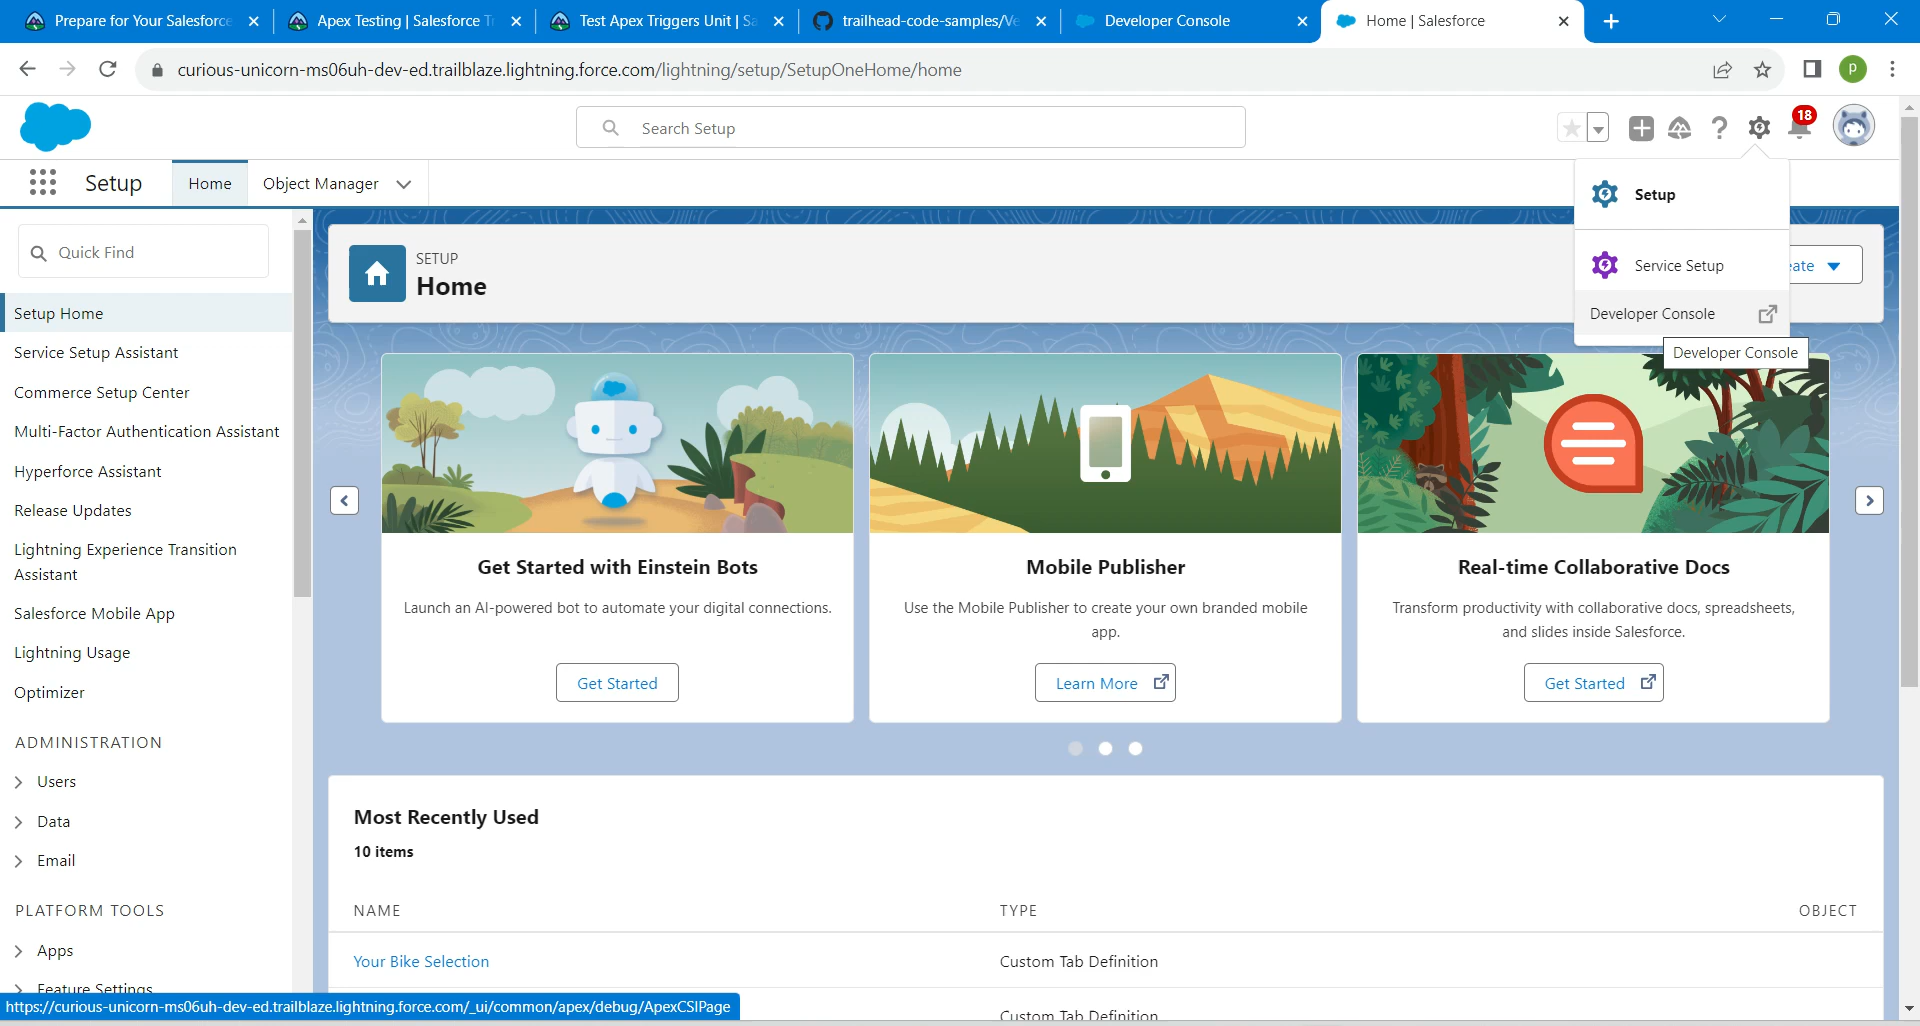 Prepare for Your Salesforce
Apex Testing | Salesforce T
Test Apex Triggers Unit | Sa
trailhead-code-samples/Ve
Developer Console
Home | Salesforce
curious-unicorn-ms06uh-dev-ed.trailblaze.lightning.force.com/lightning/setup/SetupOneHome/home
p
Search Setup
18
Setup
Home
Object Manager
Setup
Service Setup
Developer Console
Developer Console
Quick Find
SETUP
Home
eate
Setup Home
Service Setup Assistant
Commerce Setup Center
Multi-Factor Authentication Assistant
Hyperforce Assistant
Release Updates
Lightning Experience Transition
Assistant
Salesforce Mobile App
Lightning Usage
Optimizer
ADMINISTRATION
Users
Data
Email
PLATFORM TOOLS
Apps
Feature Settings
Get Started with Einstein Bots
Launch an AI-powered bot to automate your digital connections.
Get Started
Mobile Publisher
Use the Mobile Publisher to create your own branded mobile
app.
Learn More
Real-time Collaborative Docs
Transform productivity with collaborative docs, spreadsheets,
and slides inside Salesforce.
Get Started
Most Recently Used
10 items
NAME
TYPE
OBJECT
Your Bike Selection
Custom Tab Definition
Custom Tab Definition
https://curious-unicorn-ms06uh-dev-ed.trailblaze.lightning.force.com/_ui/common/apex/debug/ApexCSIPage